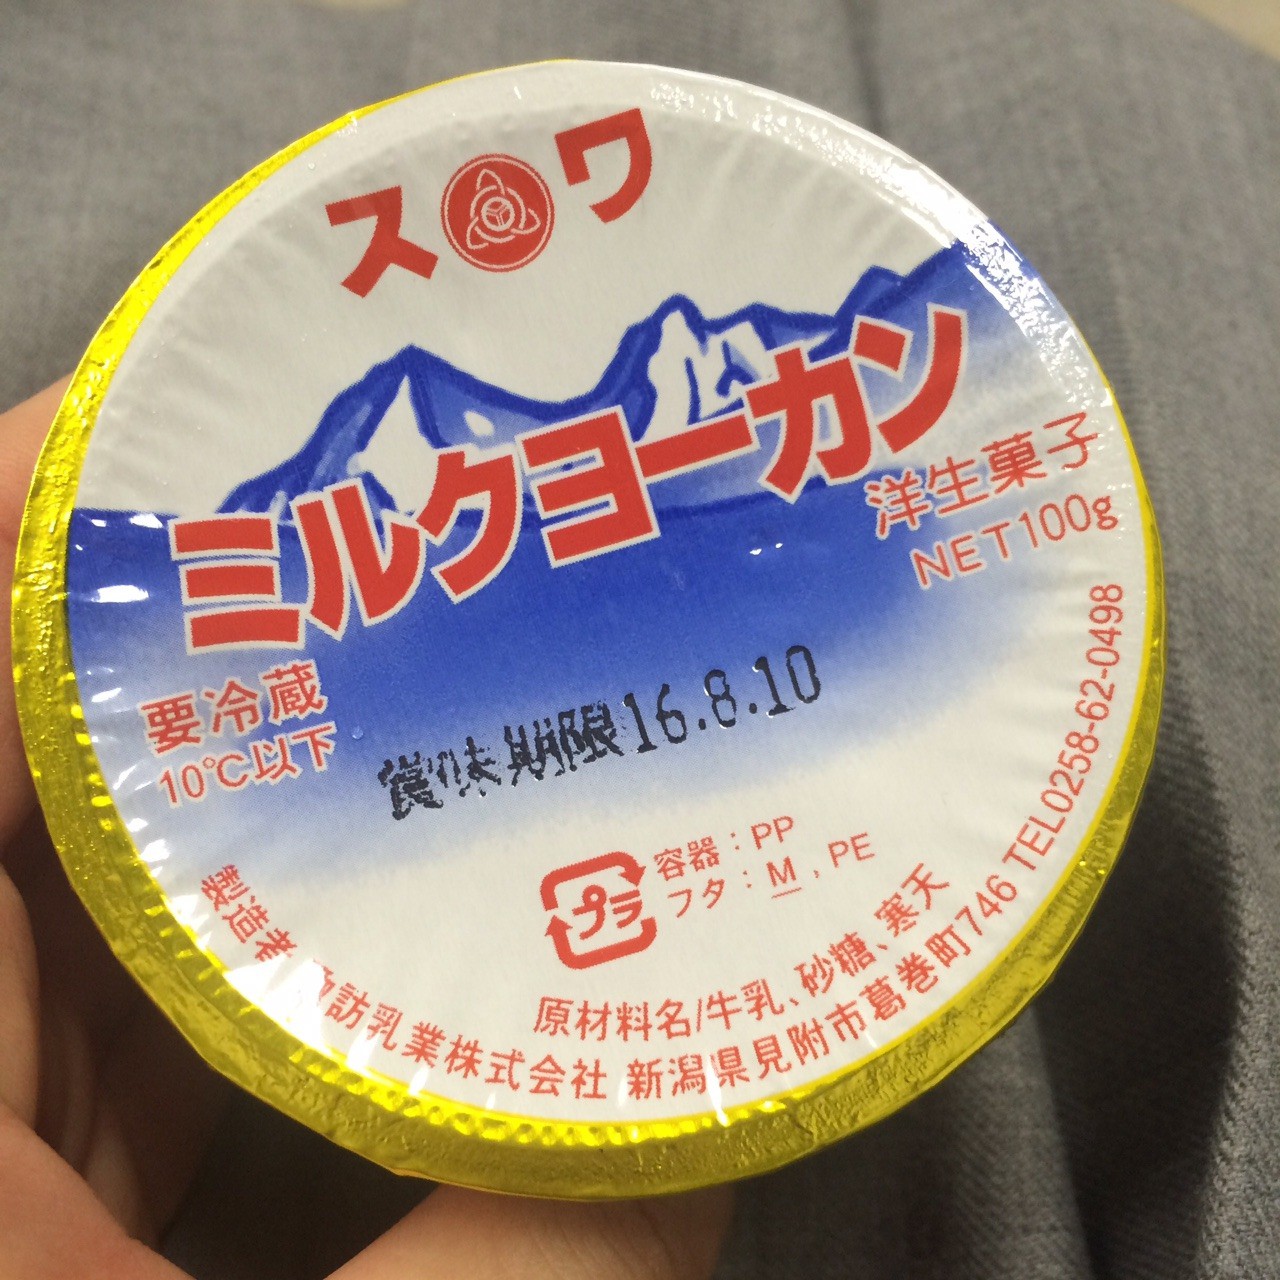 スワ
ミルクヨーカン
洋生菓子
NET100g
要冷蔵
10℃以下
賞味期限16.8.10
プラ
容器：PP
フタ：M，PE
原材料名/牛乳、砂糖、寒天
製造者 訪乳業株式会社 新潟県見附市葛巻町746 TEL0258-62-0498